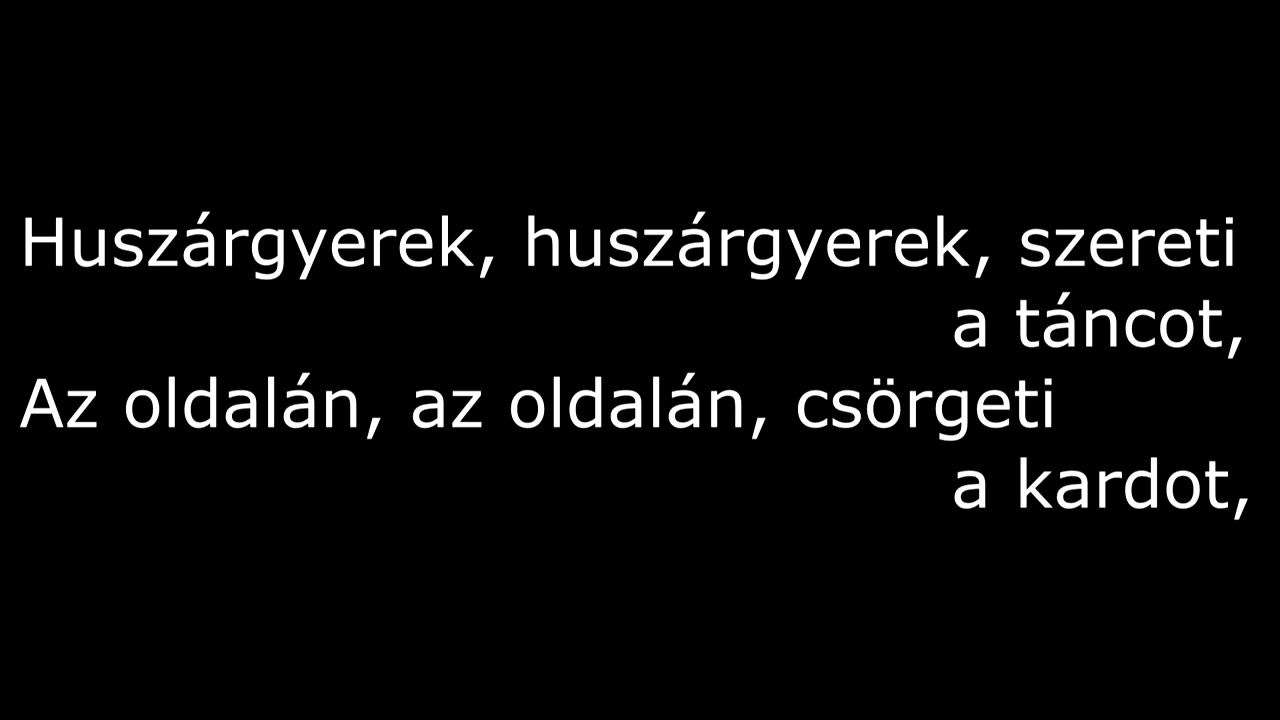 Huszárgyerek, huszárgyerek, szereti
a táncot,
Az oldalán, az oldalán, csörgeti
a kardot,